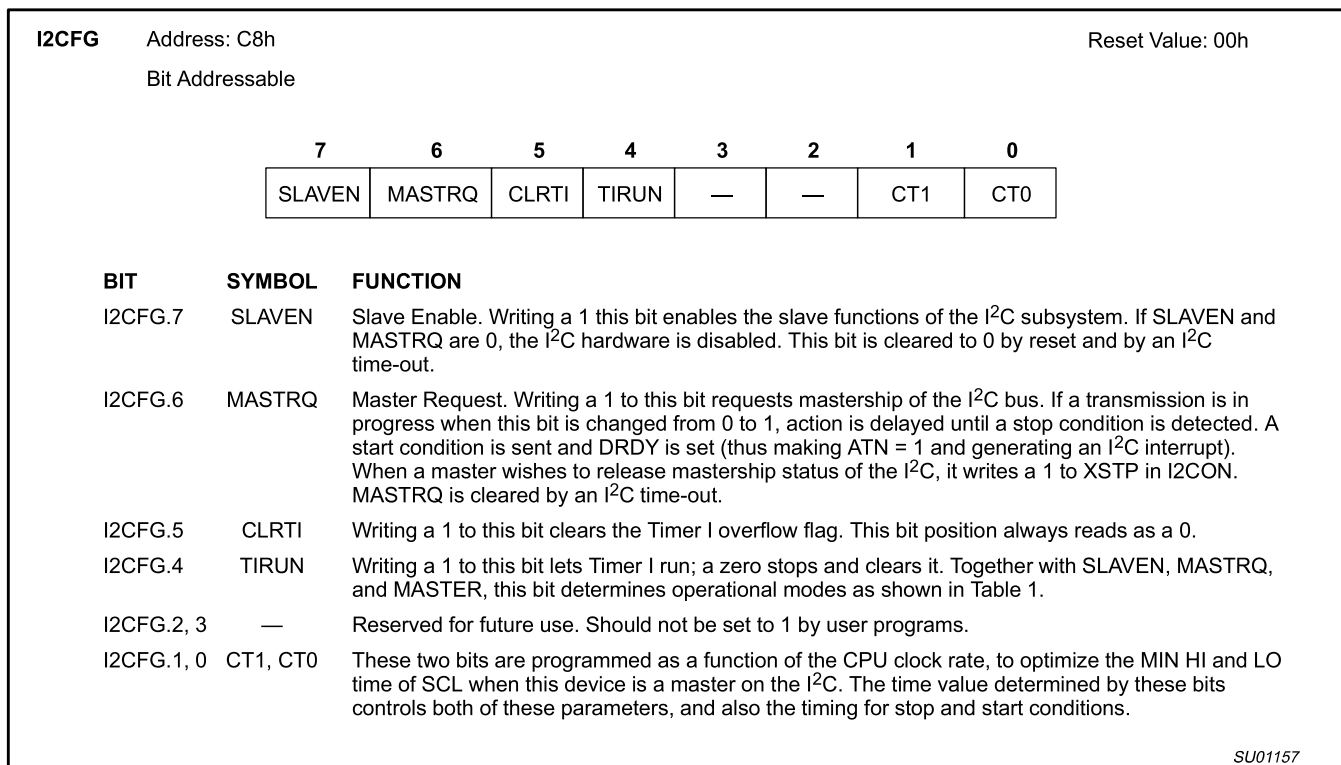 I2CFG Address: C8h Reset Value: 00h
Bit Addressable
7 6 5 4 3 2 1 0
SLAVEN MASTRQ CLRTI TIRUN — — CT1 CT0
BIT SYMBOL FUNCTION
I2CFG.7 SLAVEN Slave Enable. Writing a 1 this bit enables the slave functions of the I2C subsystem. If SLAVEN and
MASTRQ are 0, the I2C hardware is disabled. This bit is cleared to 0 by reset and by an I2C
time-out.
I2CFG.6 MASTRQ Master Request. Writing a 1 to this bit requests mastership of the I2C bus. If a transmission is in
progress when this bit is changed from 0 to 1, action is delayed until a stop condition is detected. A
start condition is sent and DRDY is set (thus making ATN = 1 and generating an I2C interrupt).
When a master wishes to release mastership status of the I2C, it writes a 1 to XSTP in I2CON.
MASTRQ is cleared by an I2C time-out.
I2CFG.5 CLRTI Writing a 1 to this bit clears the Timer I overflow flag. This bit position always reads as a 0.
I2CFG.4 TIRUN Writing a 1 to this bit lets Timer I run; a zero stops and clears it. Together with SLAVEN, MASTRQ,
and MASTER, this bit determines operational modes as shown in Table 1.
I2CFG.2, 3 — Reserved for future use. Should not be set to 1 by user programs.
I2CFG.1, 0 CT1, CT0 These two bits are programmed as a function of the CPU clock rate, to optimize the MIN HI and LO
time of SCL when this device is a master on the I2C. The time value determined by these bits
controls both of these parameters, and also the timing for stop and start conditions.
SU01157